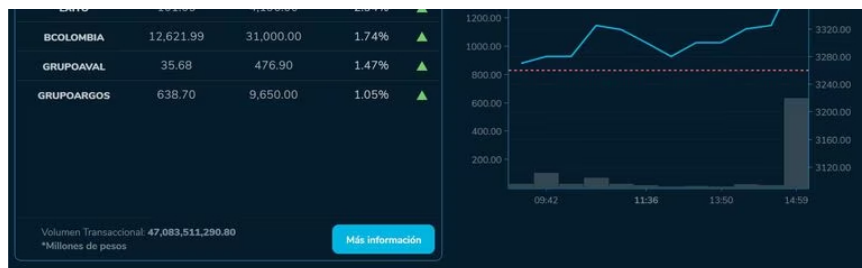 BCOLOMBIA 12,621.99 31,000.00 1.74%
GRUPOAVAL 35.68 476.90 1.47%
GRUPOARGOS 638.70 9,650.00 1.05%
Volumen Transaccional: 47,083,511,290.80
*Millones de pesos
Más información
1200.00
1000.00
800.00
600.00
400.00
200.00
3320.00
3280.00
3240.00
3200.00
3160.00
3120.00
09:42 11:36 13:50 14:59